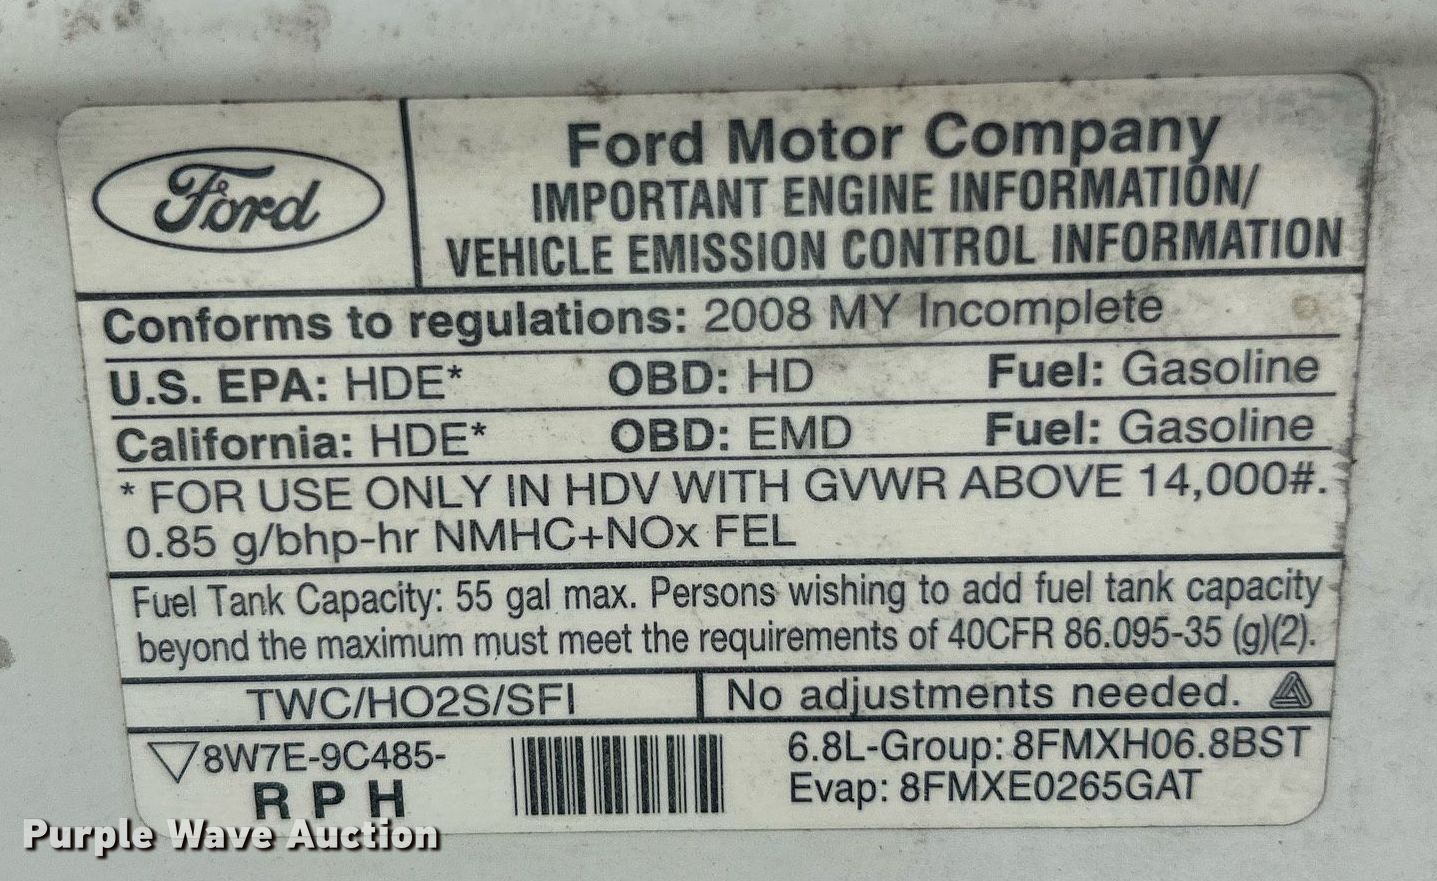 Ford
Ford Motor Company
IMPORTANT ENGINE INFORMATION/
VEHICLE EMISSION CONTROL INFORMATION
Conforms to regulations: 2008 MY Incomplete
U.S. EPA: HDE* OBD: HD Fuel: Gasoline
California: HDE* OBD: EMD Fuel: Gasoline
* FOR USE ONLY IN HDV WITH GVWR ABOVE 14,000#.
0.85 g/bhp-hr NMHC+NOx FEL
Fuel Tank Capacity: 55 gal max. Persons wishing to add fuel tank capacity
beyond the maximum must meet the requirements of 40CFR 86.095-35 (g)(2).
TWC/HO2S/SFI No adjustments needed.
8W7E-9C485-
RPH
6.8L-Group: 8FMXH06.8BST
Evap: 8FMXE0265GAT
Purple Wave Auction